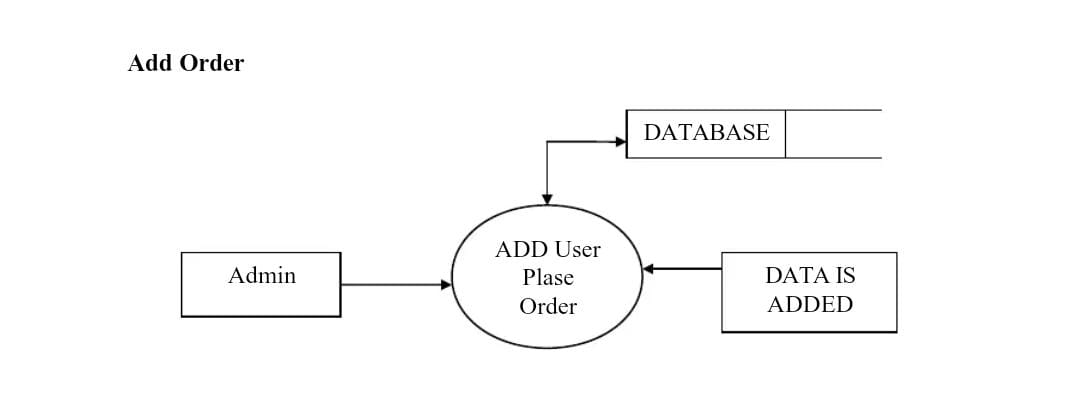 Add Order
DATABASE
Admin
ADD User
Plase
Order
DATA IS
ADDED